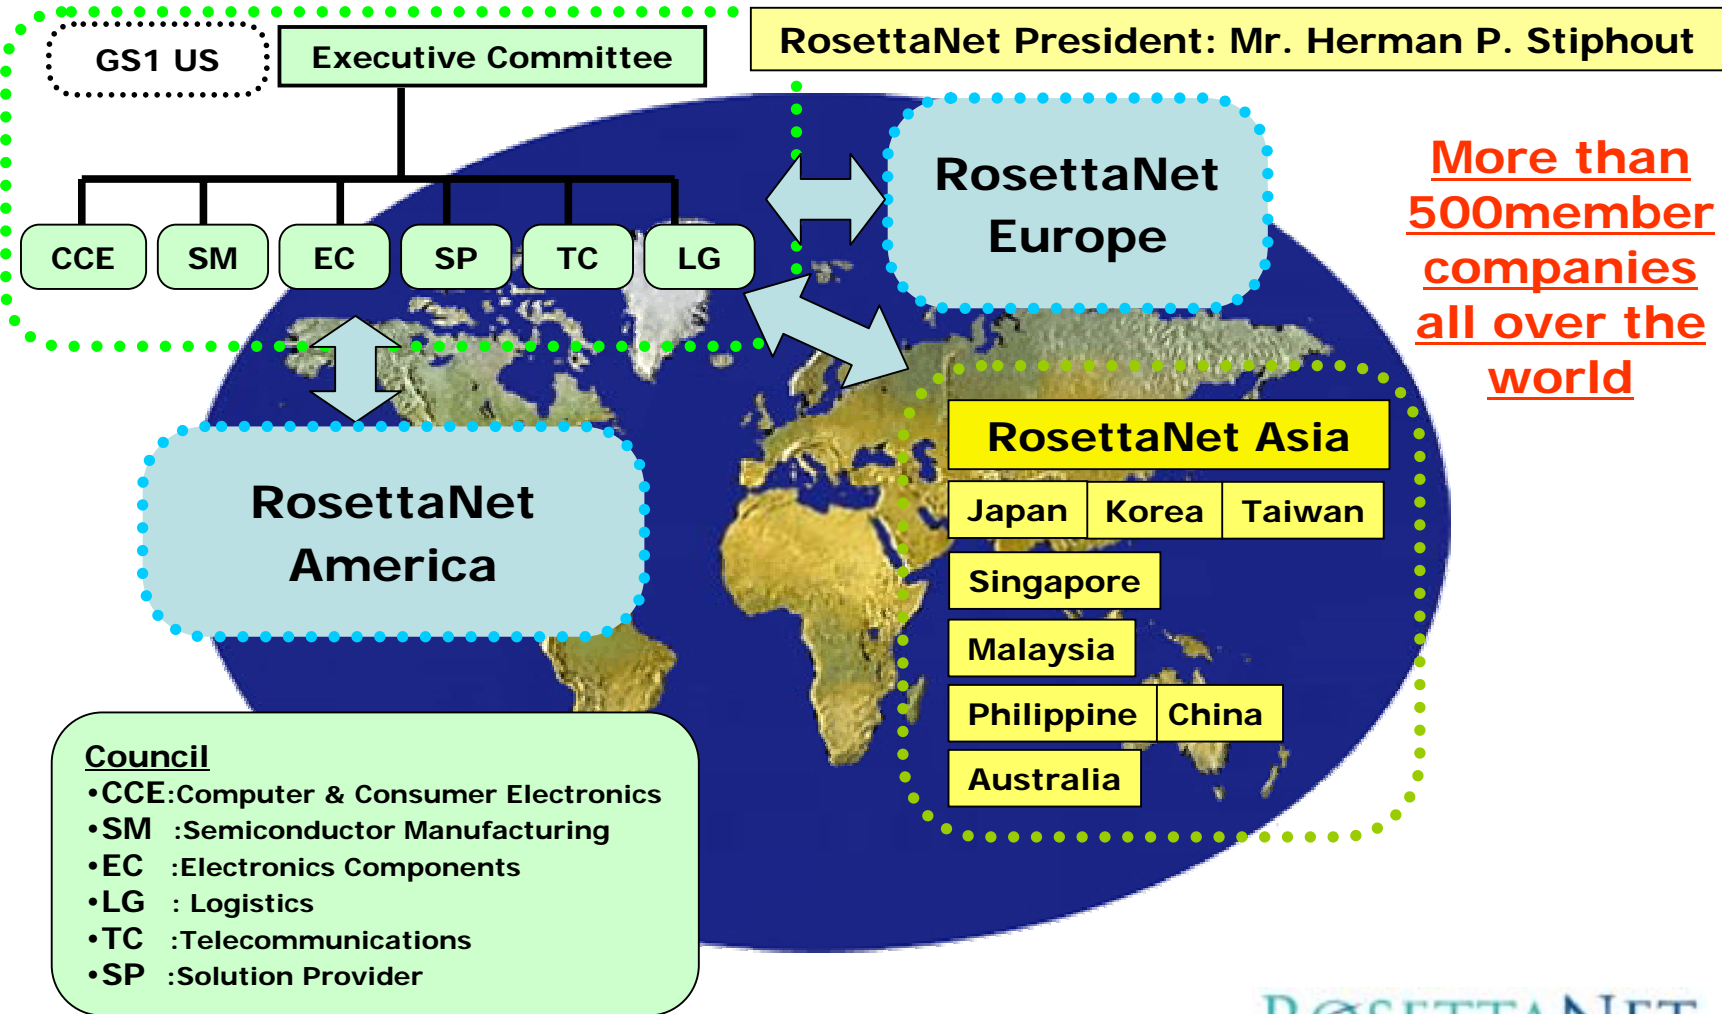 GS1 US
Executive Committee
RosettaNet President: Mr. Herman P. Stiphout
CCE
SM
EC
SP
TC
LG
RosettaNet
Europe
More than
500member
companies
all over the
world
RosettaNet
America
RosettaNet Asia
Japan
Korea
Taiwan
Singapore
Malaysia
Philippine
China
Australia
Council
•CCE:Computer & Consumer Electronics
•SM :Semiconductor Manufacturing
•EC :Electronics Components
•LG : Logistics
•TC :Telecommunications
•SP :Solution Provider
ROSETTANET